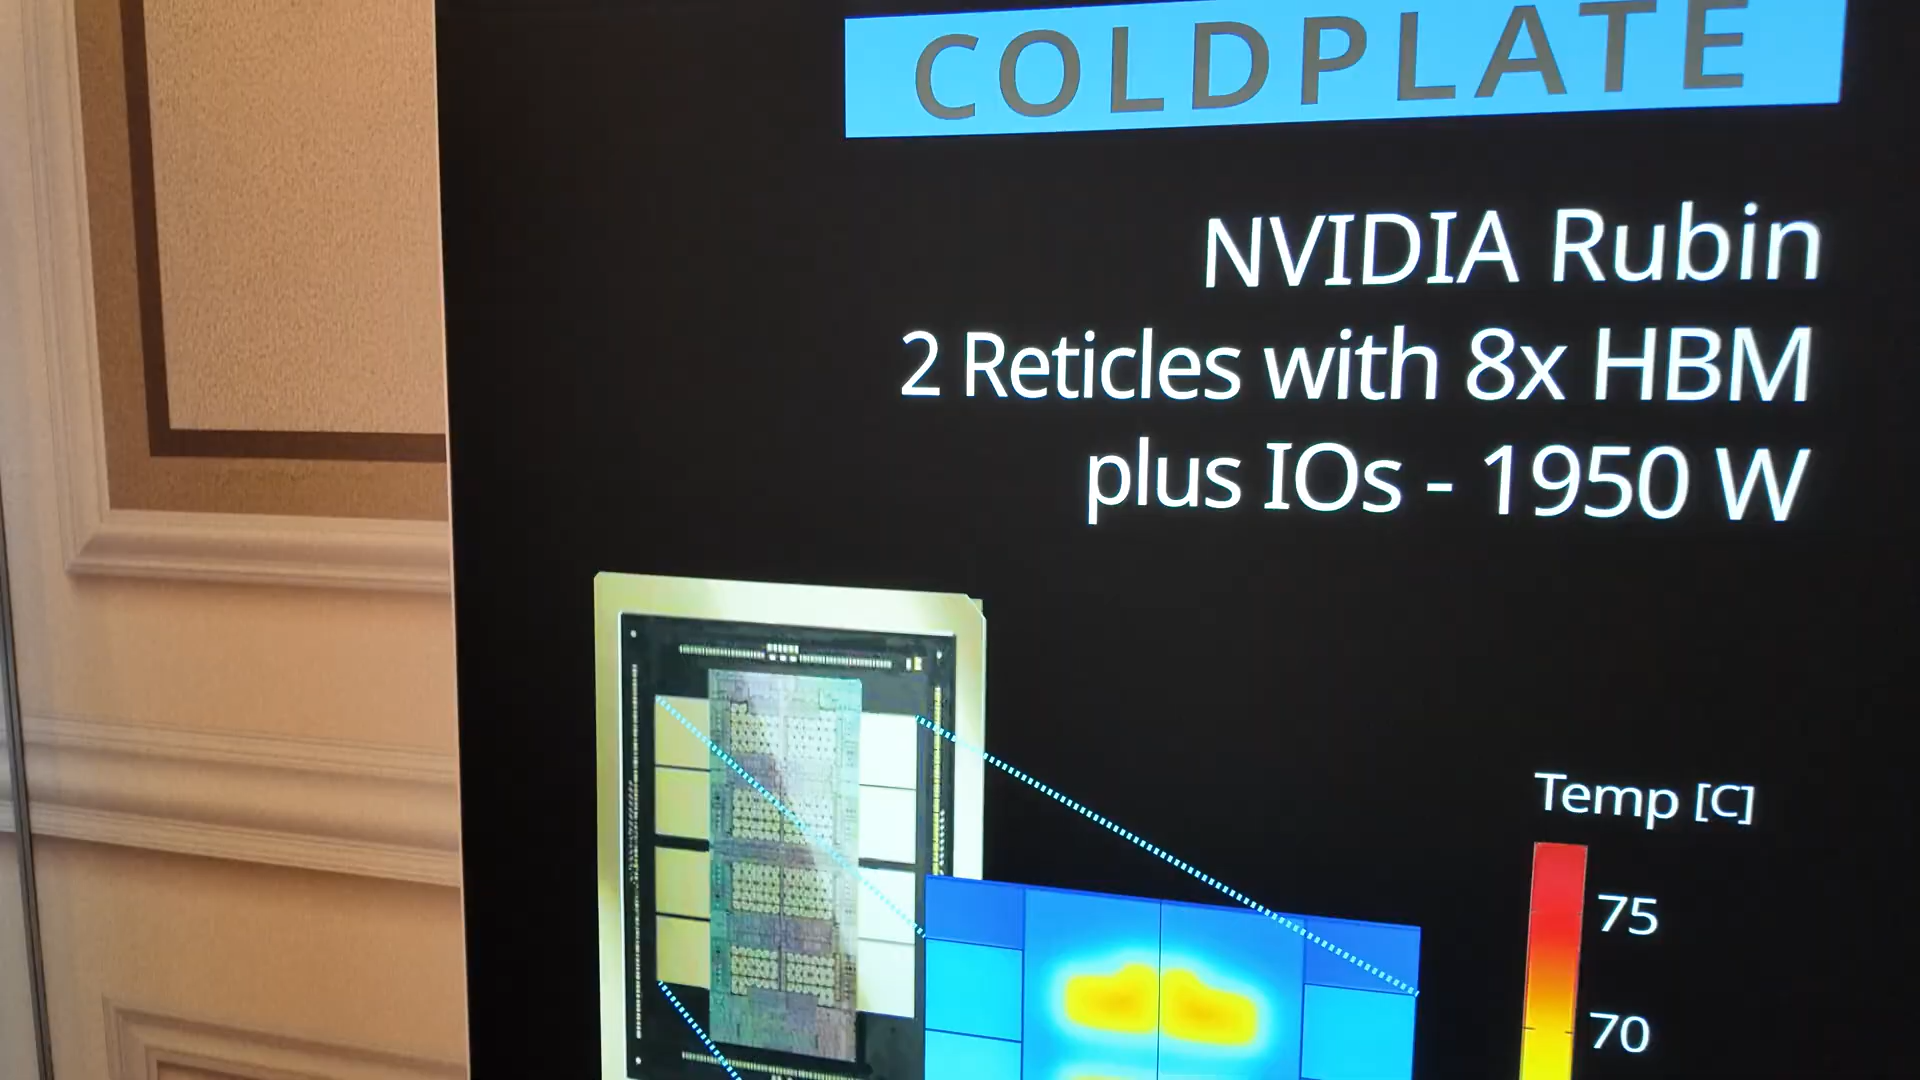 COLDPLATE
NVIDIA Rubin
2 Reticles with 8x HBM
plus IOs - 1950 W
Temp [C]
75
70